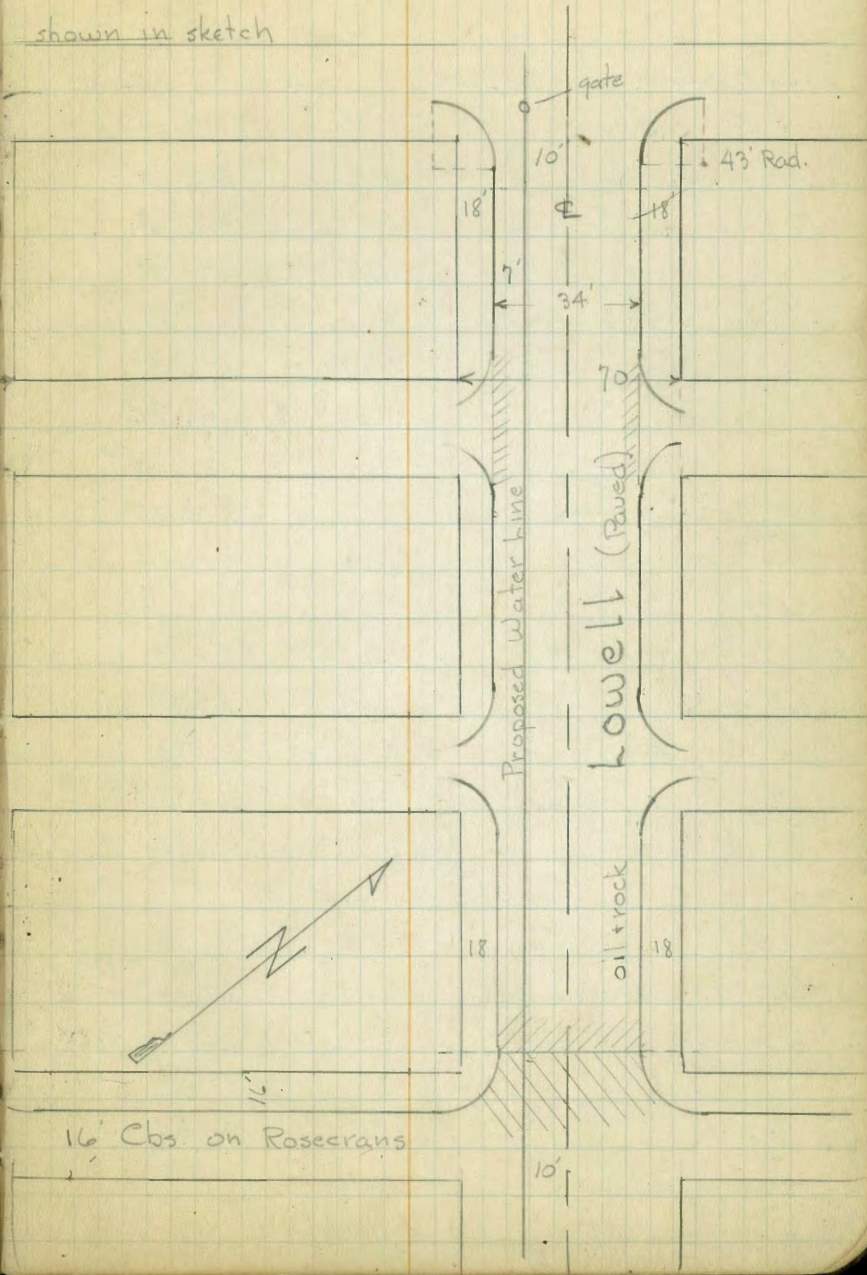 shown in sketch
gate
10'
43' Rad.
18'
℄
18'
7'
34'
70
Proposed Water Line
Lowell (Paved)
oil + rock
18
18
N
16'
16' Cbs. on Rosecrans
10'